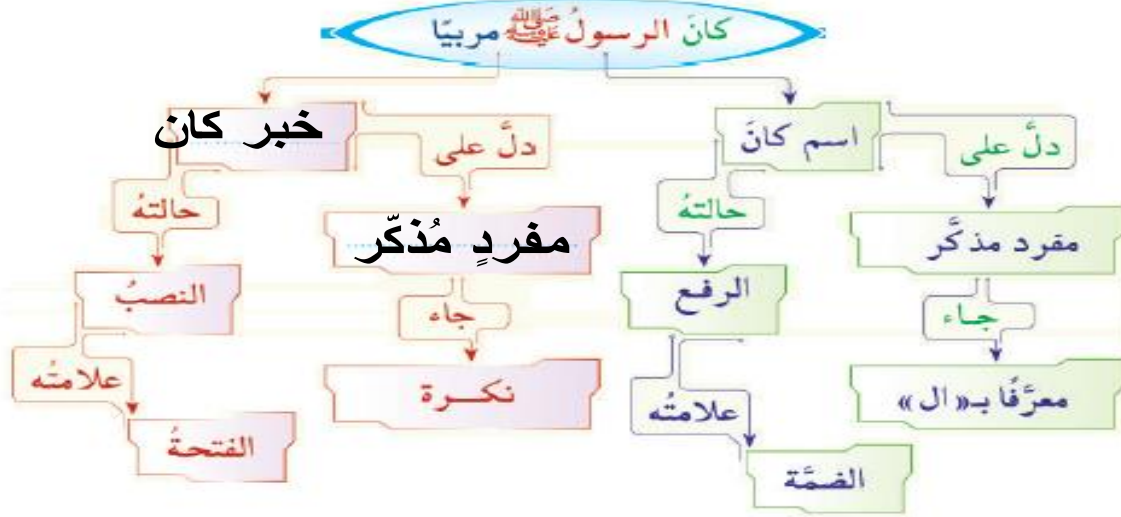 كانَ الرسولُ ﷺ مربيًا
اسم كانَ
دلَّ على
حالتهُ
مفرد مذكَّر
الرفع
جاء
معرَّفًا بـ«ال»
علامتُه
الضمَّة
خبر كان
دلَّ على
حالتهُ
مفردٍ مُذكّر
النصبُ
جاء
نكرة
علامتُه
الفتحةُ